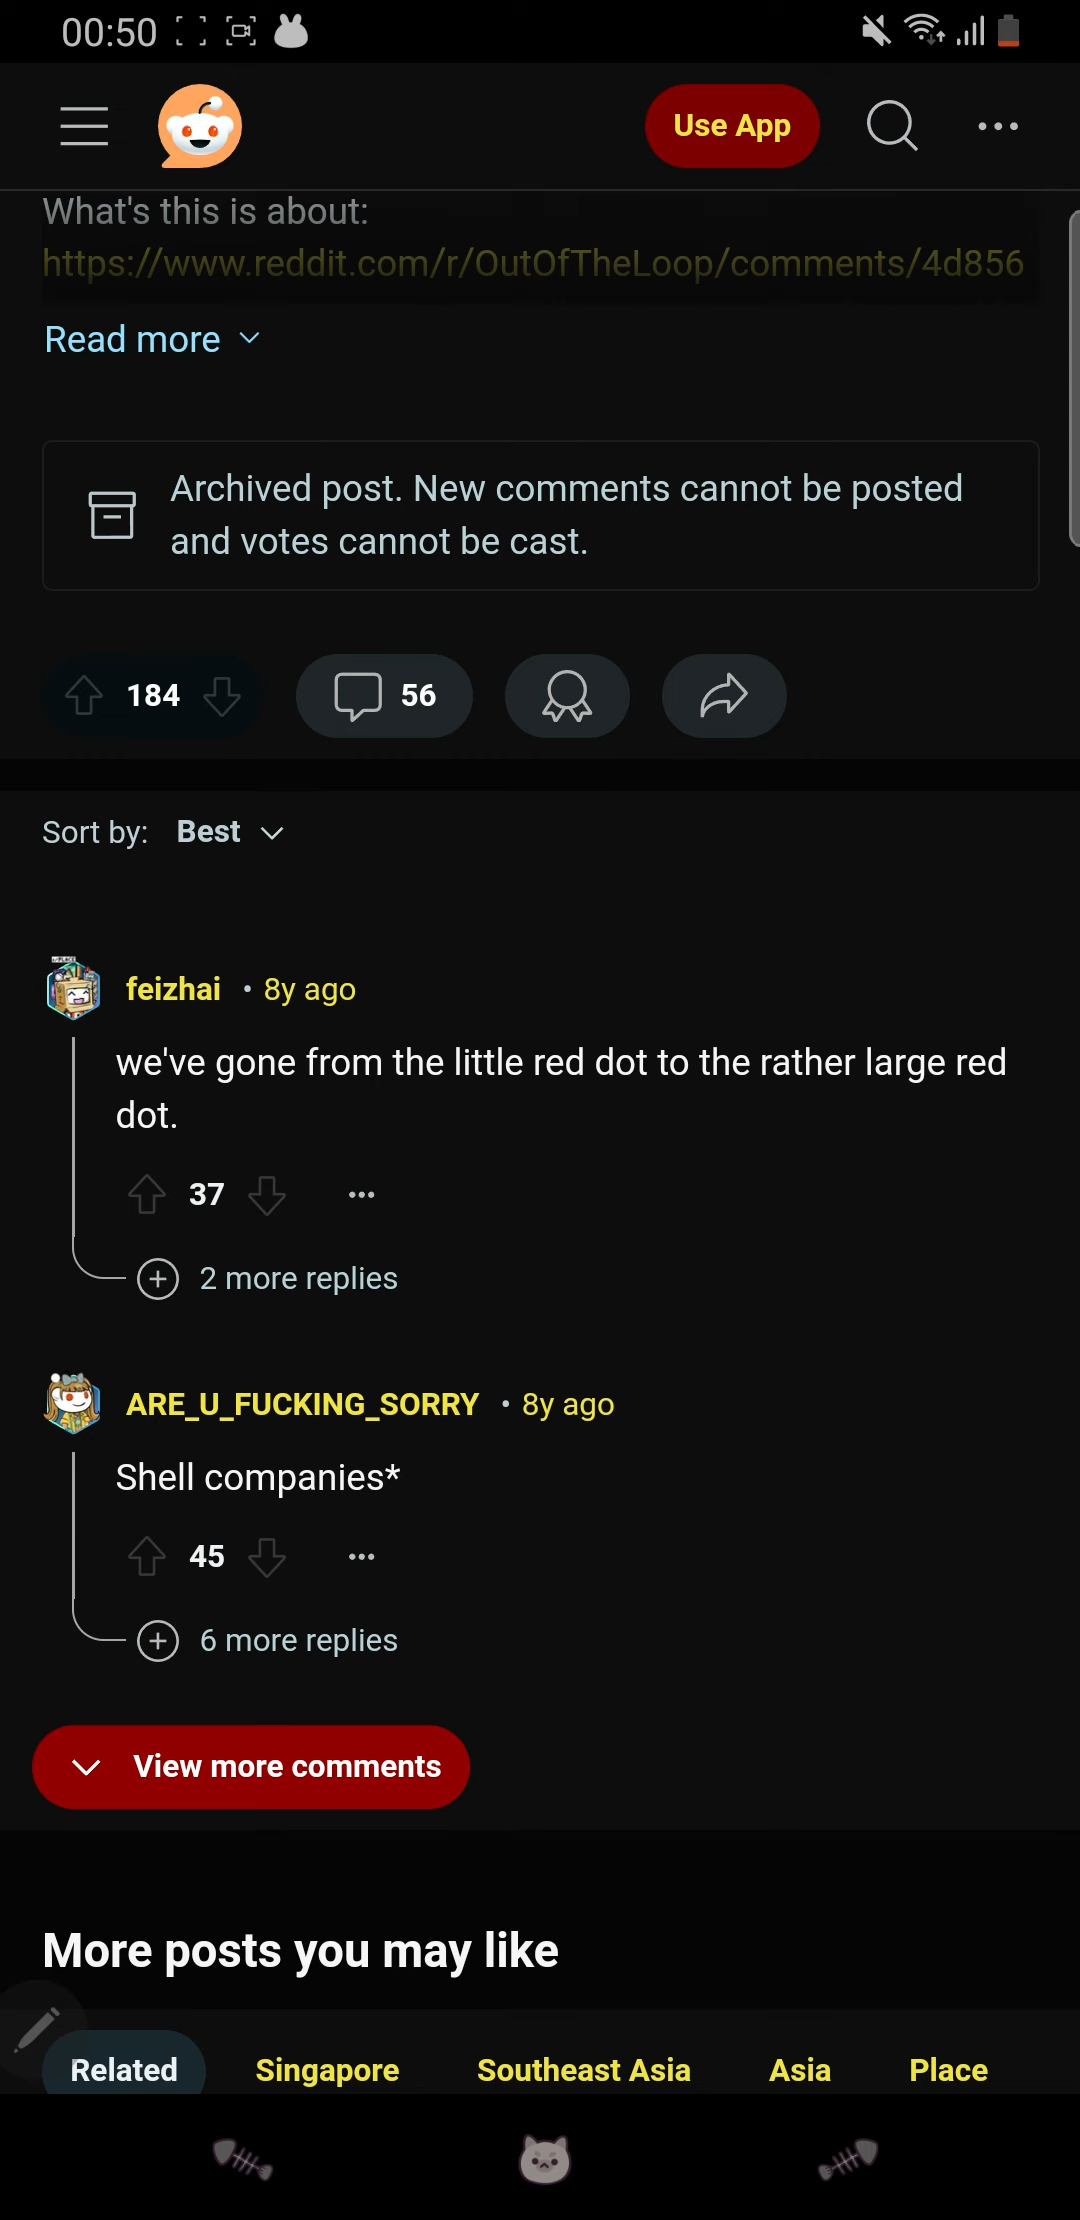 00:50
Use App
What's this is about:
https://www.reddit.com/r/OutOfTheLoop/comments/4d856
Read more
Archived post. New comments cannot be posted
and votes cannot be cast.
184
56
Sort by: Best
feizhai • 8y ago
we've gone from the little red dot to the rather large red
dot.
37
2 more replies
ARE_U_FUCKING_SORRY • 8y ago
Shell companies*
45
6 more replies
View more comments
More posts you may like
Related Singapore Southeast Asia Asia Place